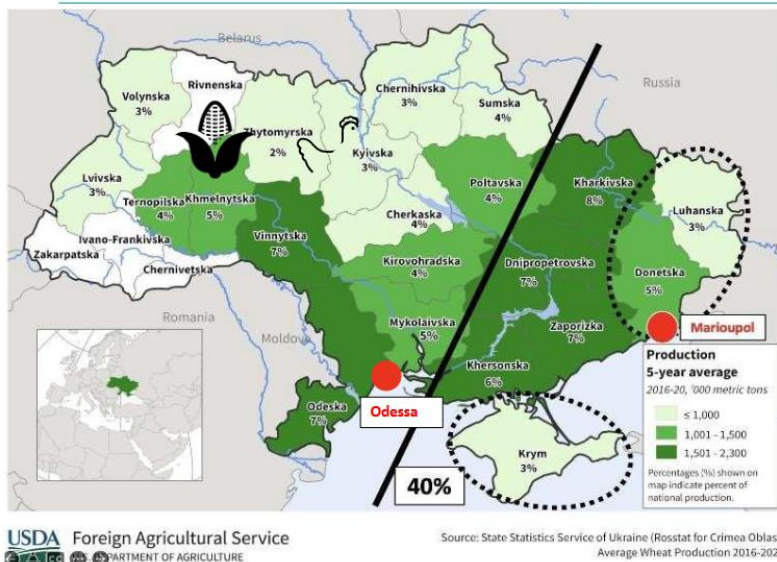 Belarus
Russia
Rivnenska
Volynska
3%
Chernihivska
3%
Sumska
4%
Zhytomyrska
2%
Kyivska
3%
Lvivska
3%
Ternopilska
4%
Khmelnytska
5%
Poltavska
4%
Kharkivska
8%
Luhanska
3%
Cherkaska
4%
Ivano-Frankivska
Zakarpatska
Chernivetska
Vinnytska
7%
Kirovohradska
4%
Dnipropetrovska
7%
Donetska
5%
Romania
Moldov
Mykolaivska
5%
Zaporizka
7%
Marioupol
Khersonska
6%
Odeska
7%
Odessa
Krym
3%
40%
Production
5-year average
2016-20, '000 metric tons
≤ 1,000
1,001 - 1,500
1,501 - 2,300
Percentages (%) shown on
map indicate percent of
national production.
USDA Foreign Agricultural Service
DEPARTMENT OF AGRICULTURE
Source: State Statistics Service of Ukraine (Rosstat for Crimea Oblas
Average Wheat Production 2016-202